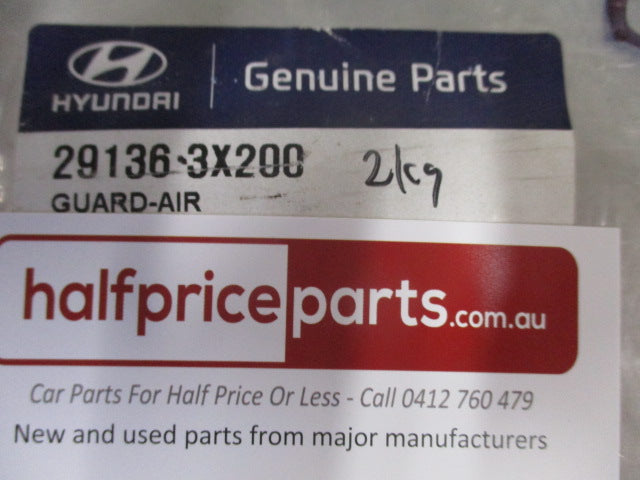 HYUNDAI
Genuine Parts
29136-3X200
2kg
GUARD-AIR
halfpriceparts.com.au
Car Parts For Half Price Or Less - Call 0412 760 479
New and used parts from major manufacturers